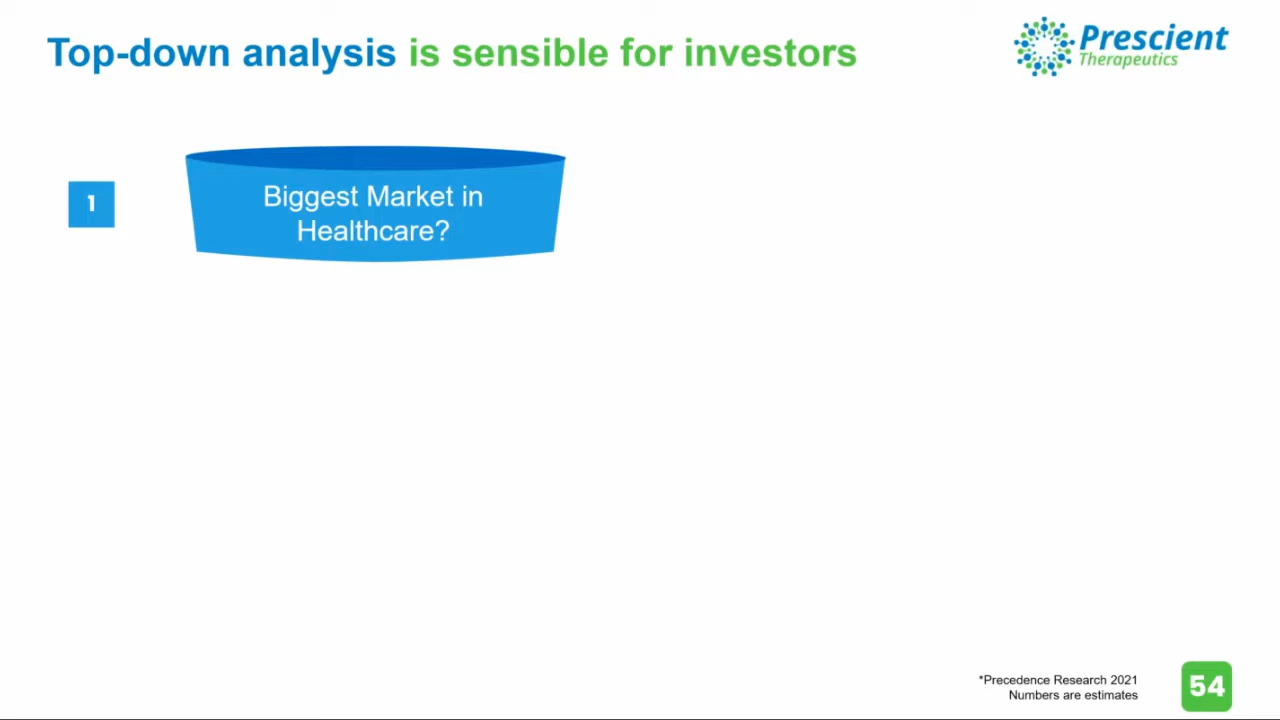 Top-down analysis is sensible for investors
Prescient
Therapeutics
1
Biggest Market in
Healthcare?
*Precedence Research 2021
Numbers are estimates
54